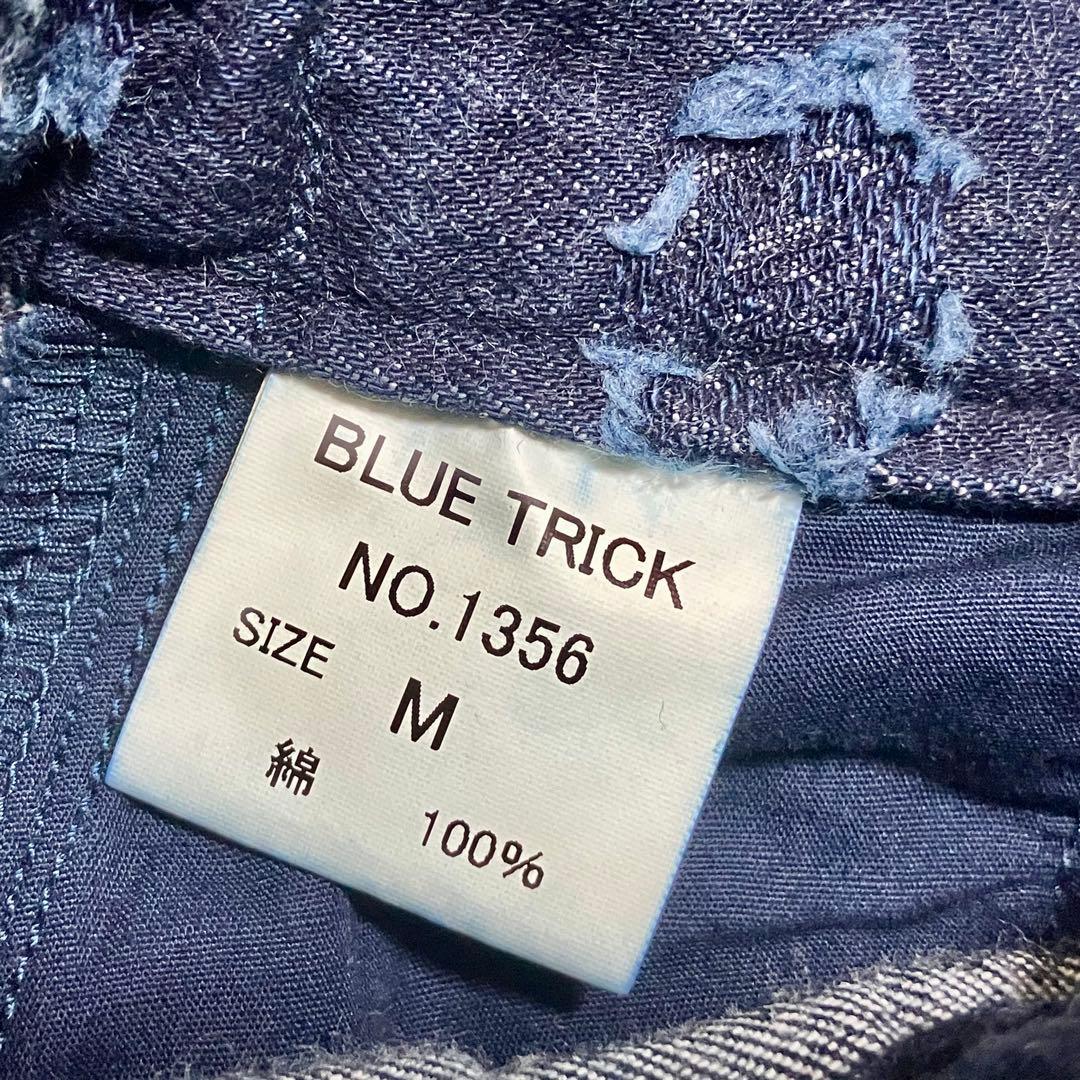 BLUE TRICK
NO.1356
SIZE M
綿 100%